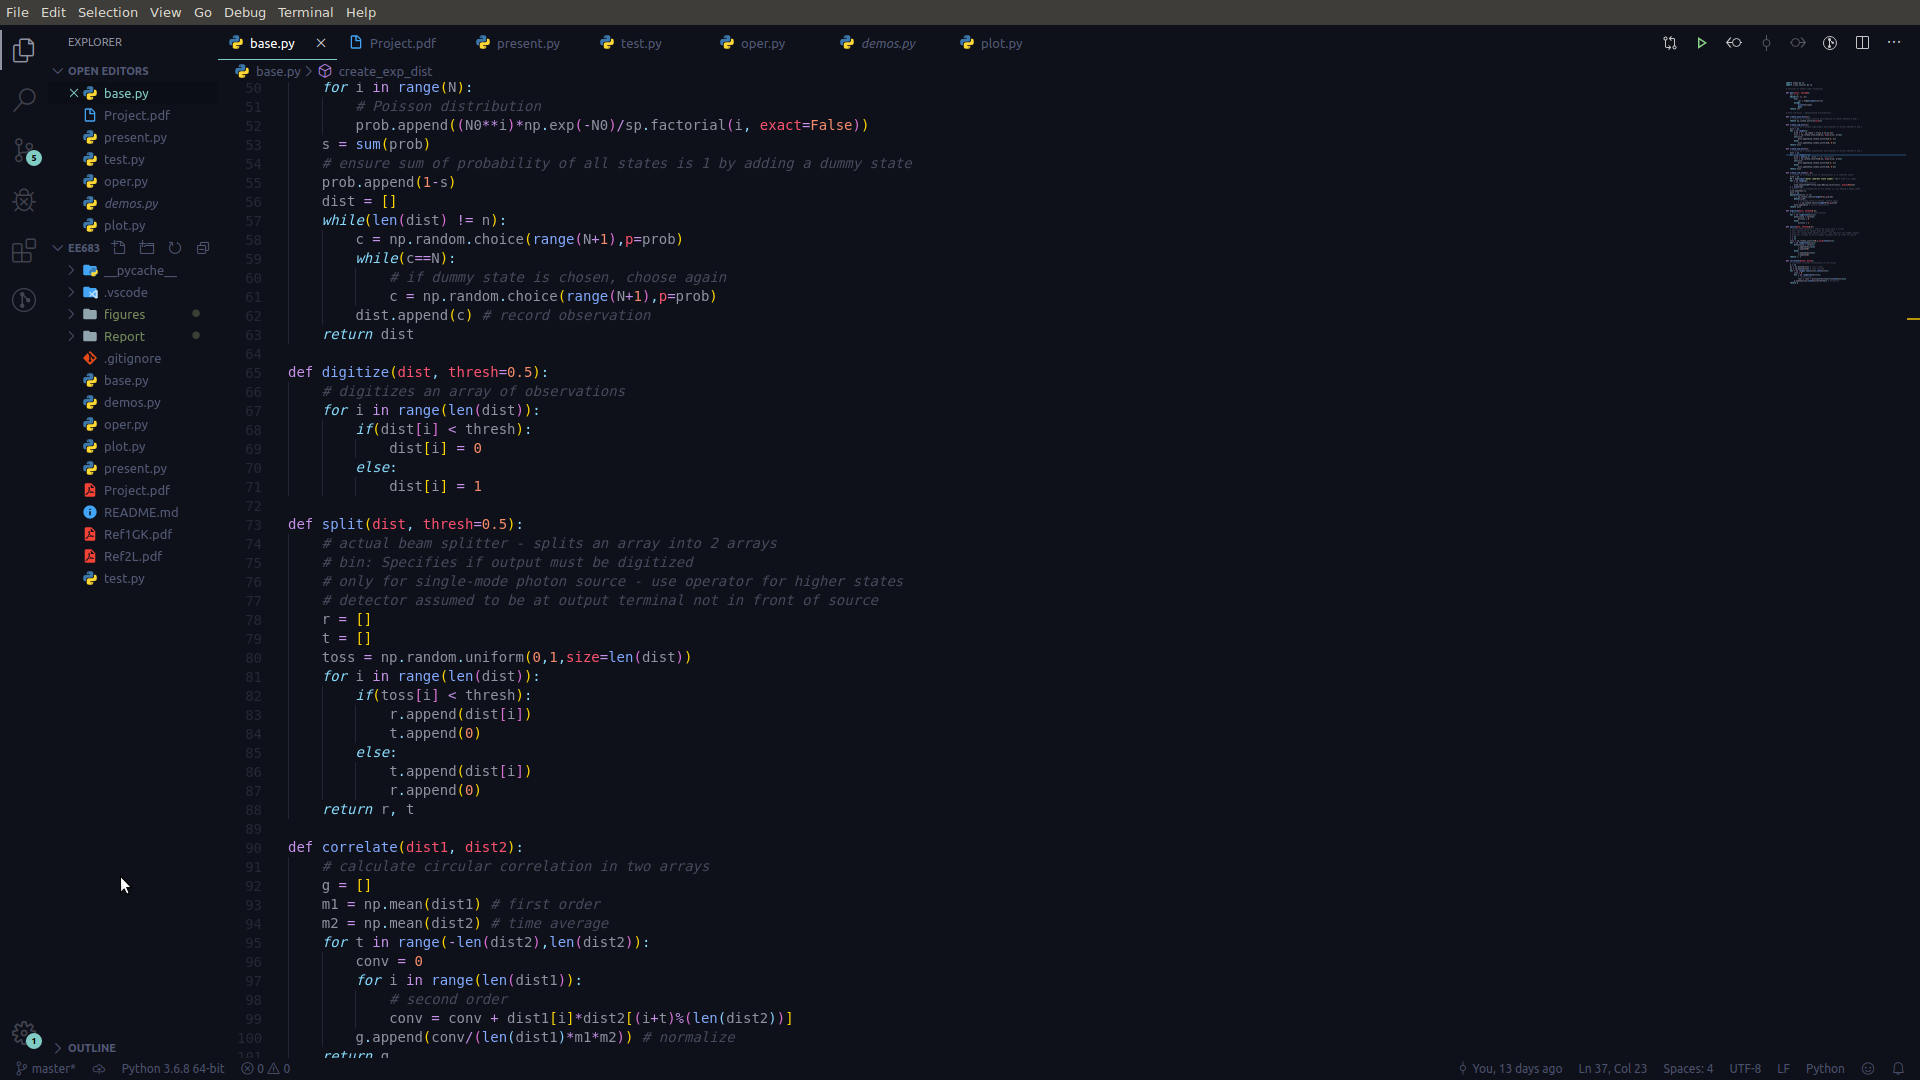 File Edit Selection View Go Debug Terminal Help
EXPLORER
base.py
Project.pdf
present.py
test.py
oper.py
demos.py
plot.py
OPEN EDITORS
base.py
Project.pdf
present.py
test.py
oper.py
demos.py
plot.py
EE683
__pycache__
.vscode
figures
Report
.gitignore
base.py
demos.py
oper.py
plot.py
present.py
Project.pdf
README.md
Ref1GK.pdf
Ref2L.pdf
test.py
OUTLINE
5
1
base.py > create_exp_dist
50 for i in range(N):
51 # Poisson distribution
52 prob.append((N0**i)*np.exp(-N0)/sp.factorial(i, exact=False))
53 s = sum(prob)
54 # ensure sum of probability of all states is 1 by adding a dummy state
55 prob.append(1-s)
56 dist = []
57 while(len(dist) != n):
58 c = np.random.choice(range(N+1),p=prob)
59 while(c==N):
60 # if dummy state is chosen, choose again
61 c = np.random.choice(range(N+1),p=prob)
62 dist.append(c) # record observation
63 return dist
64
65 def digitize(dist, thresh=0.5):
66 # digitizes an array of observations
67 for i in range(len(dist)):
68 if(dist[i] < thresh):
69 dist[i] = 0
70 else:
71 dist[i] = 1
72
73 def split(dist, thresh=0.5):
74 # actual beam splitter - splits an array into 2 arrays
75 # bin: Specifies if output must be digitized
76 # only for single-mode photon source - use operator for higher states
77 # detector assumed to be at output terminal not in front of source
78 r = []
79 t = []
80 toss = np.random.uniform(0,1,size=len(dist))
81 for i in range(len(dist)):
82 if(toss[i] < thresh):
83 r.append(dist[i])
84 t.append(0)
85 else:
86 t.append(dist[i])
87 r.append(0)
88 return r, t
89
90 def correlate(dist1, dist2):
91 # calculate circular correlation in two arrays
92 g = []
93 m1 = np.mean(dist1) # first order
94 m2 = np.mean(dist2) # time average
95 for t in range(-len(dist2),len(dist2)):
96 conv = 0
97 for i in range(len(dist1)):
98 # second order
99 conv = conv + dist1[i]*dist2[(i+t)%(len(dist2))]
100 g.append(conv/(len(dist1)*m1*m2)) # normalize
101 return g
master* Python 3.6.8 64-bit 0 0 You, 13 days ago Ln 37, Col 23 Spaces: 4 UTF-8 LF Python